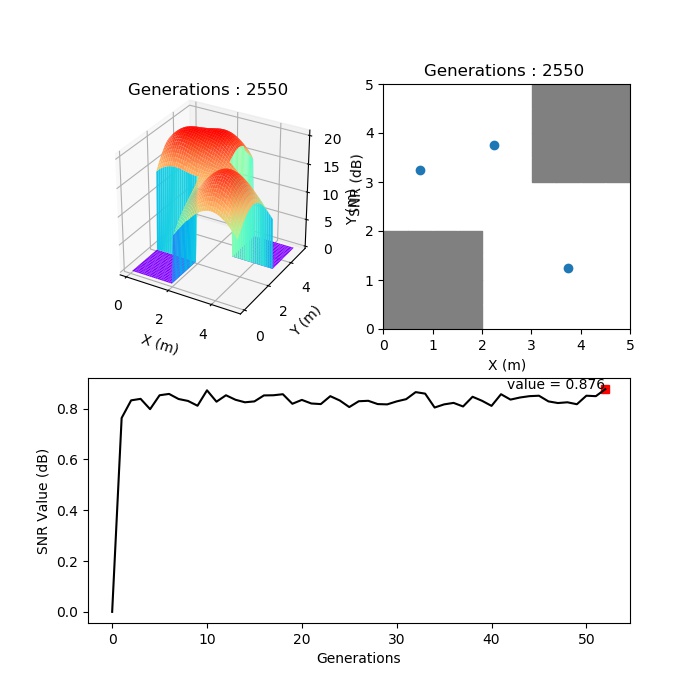 Generations : 2550
20
15
10
5
0
SNR (dB)
0
2
4
X (m)
0
2
4
Y (m)
Generations : 2550
5
4
3
2
1
0
Y (m)
0 1 2 3 4 5
X (m)
value = 0.876
0.8
0.6
0.4
0.2
0.0
SNR Value (dB)
0 10 20 30 40 50
Generations